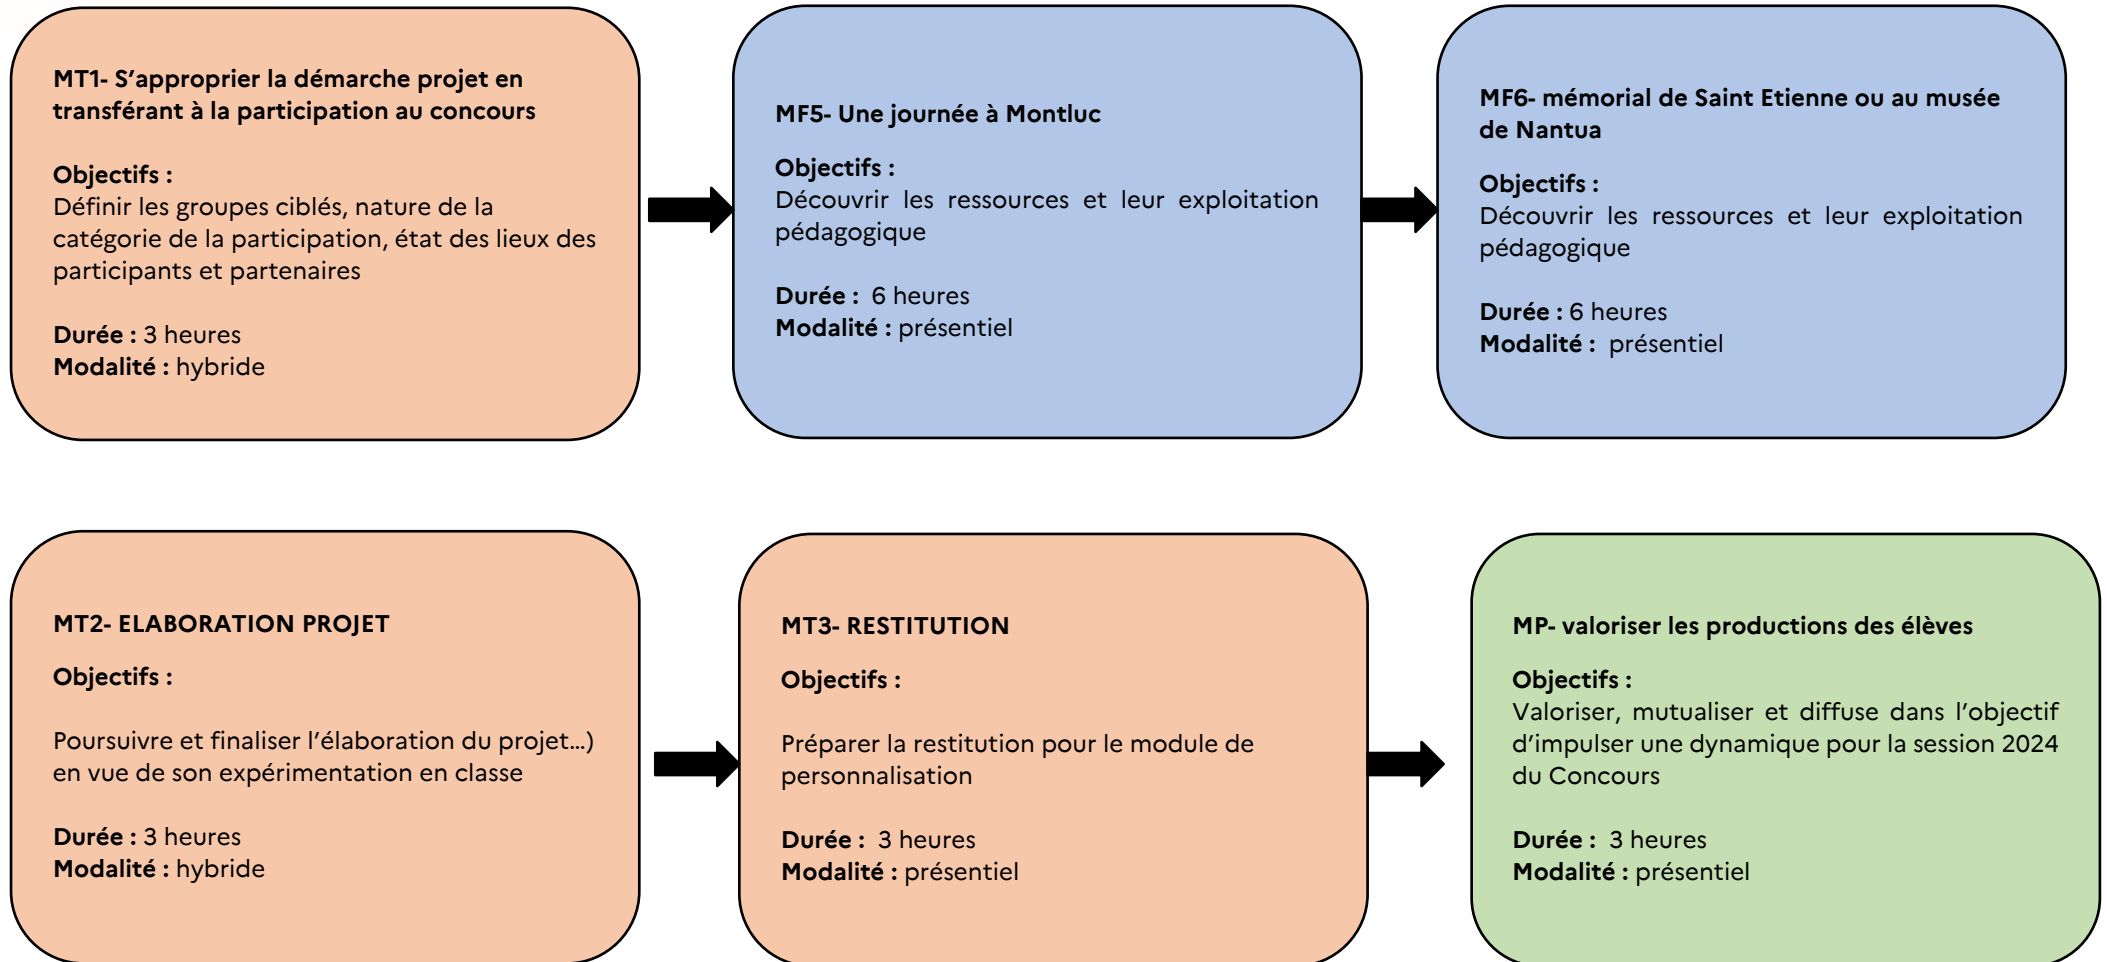 MT1- S’approprier la démarche projet en
transférant à la participation au concours
Objectifs :
Définir les groupes ciblés, nature de la
catégorie de la participation, état des lieux des
participants et partenaires
Durée : 3 heures
Modalité : hybride
MF5- Une journée à Montluc
Objectifs :
Découvrir les ressources et leur exploitation
pédagogique
Durée : 6 heures
Modalité : présentiel
MF6- mémorial de Saint Etienne ou au musée
de Nantua
Objectifs :
Découvrir les ressources et leur exploitation
pédagogique
Durée : 6 heures
Modalité : présentiel
MT2- ELABORATION PROJET
Objectifs :
Poursuivre et finaliser l’élaboration du projet…)
en vue de son expérimentation en classe
Durée : 3 heures
Modalité : hybride
MT3- RESTITUTION
Objectifs :
Préparer la restitution pour le module de
personnalisation
Durée : 3 heures
Modalité : présentiel
MP- valoriser les productions des élèves
Objectifs :
Valoriser, mutualiser et diffuse dans l’objectif
d’impulser une dynamique pour la session 2024
du Concours
Durée : 3 heures
Modalité : présentiel